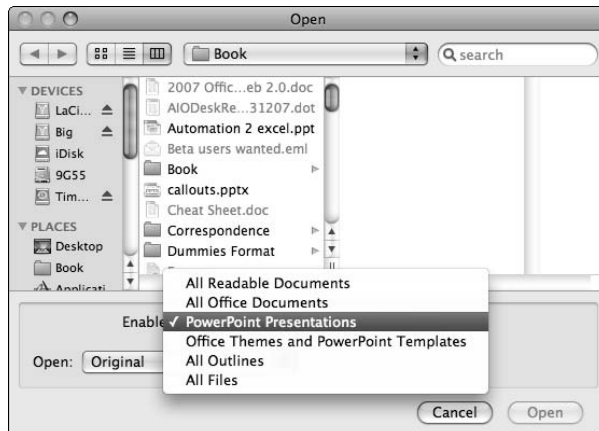 Open
Book
search
DEVICES
LaCi...
Big
iDisk
9G55
Tim...
PLACES
Desktop
Book
Applicati
2007 Offic...eb 2.0.doc
AIODeskRe...31207.dot
Automation 2 excel.ppt
Beta users wanted.eml
Book
callouts.pptx
Cheat Sheet.doc
Correspondence
Dummies Format
Enable
All Readable Documents
All Office Documents
✓ PowerPoint Presentations
Office Themes and PowerPoint Templates
All Outlines
All Files
Open: Original
Cancel
Open